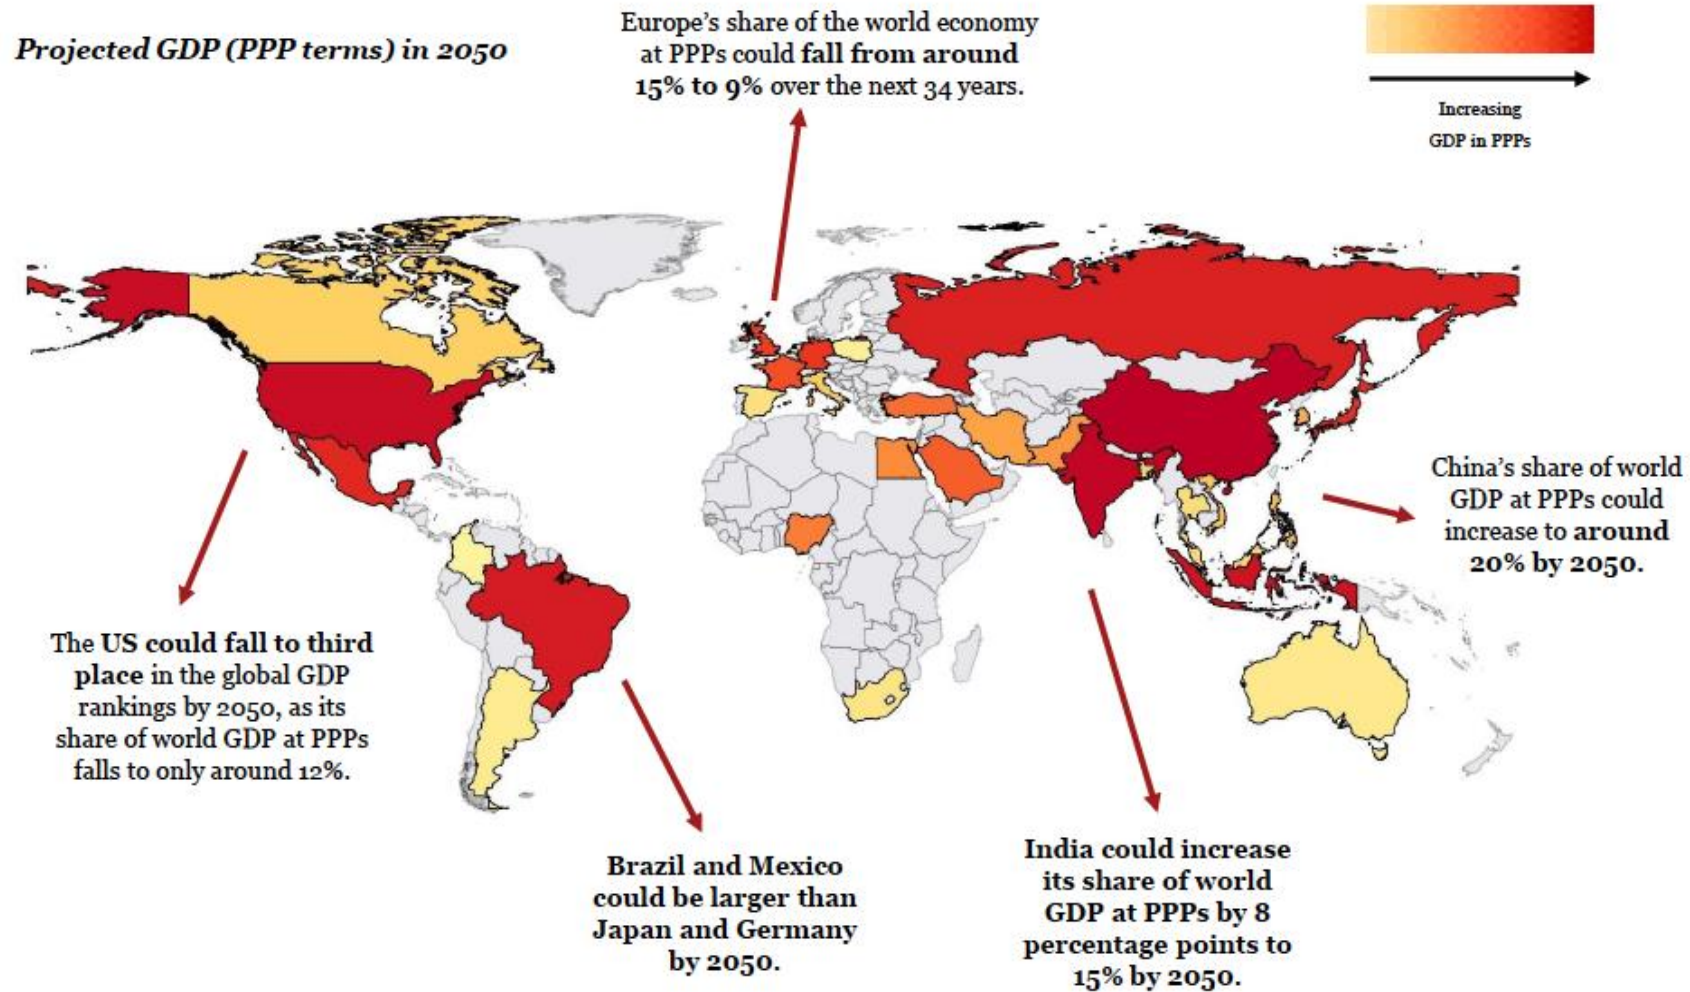 Projected GDP (PPP terms) in 2050
Europe's share of the world economy
at PPPs could fall from around
15% to 9% over the next 34 years.
Increasing
GDP in PPPs
China's share of world
GDP at PPPs could
increase to around
20% by 2050.
The US could fall to third
place in the global GDP
rankings by 2050, as its
share of world GDP at PPPs
falls to only around 12%.
Brazil and Mexico
could be larger than
Japan and Germany
by 2050.
India could increase
its share of world
GDP at PPPs by 8
percentage points to
15% by 2050.